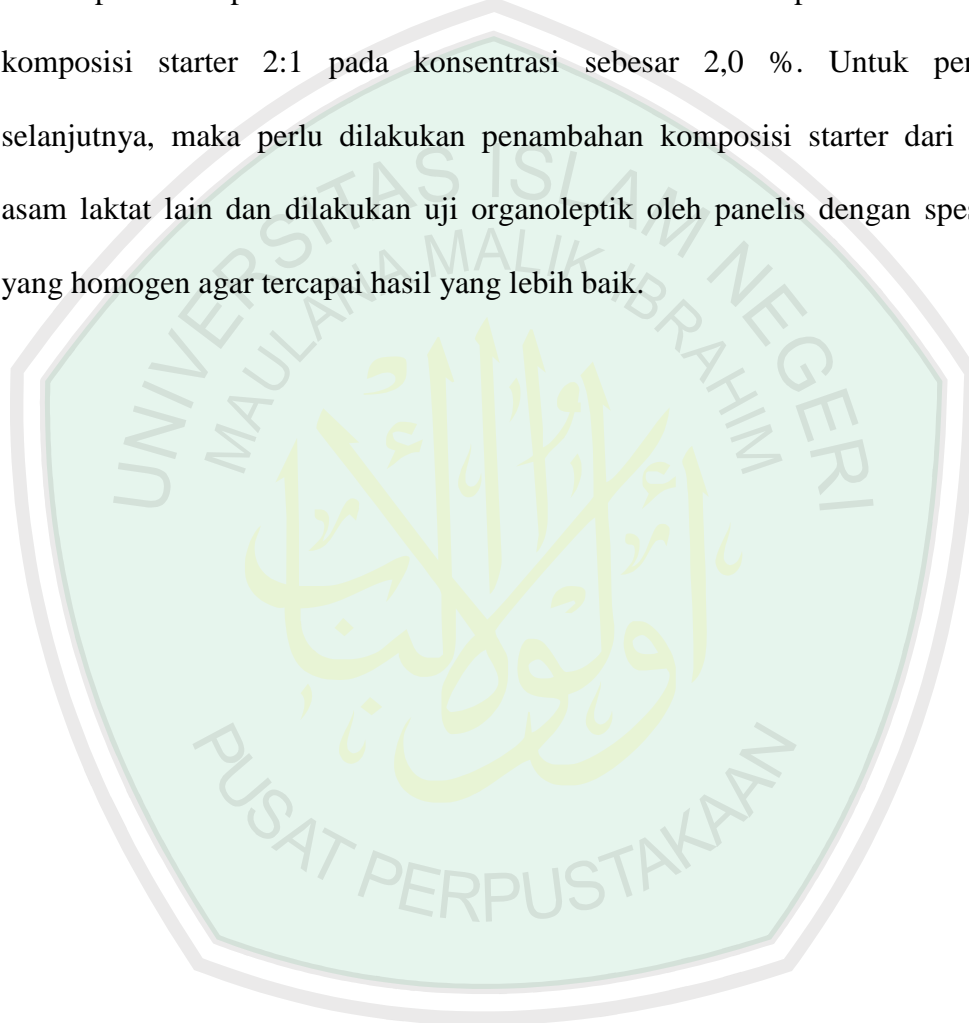 komposisi starter 2:1 pada konsentrasi sebesar 2,0 %. Untuk
selanjutnya, maka perlu dilakukan penambahan komposisi starter dari
asam laktat lain dan dilakukan uji organoleptik oleh panelis dengan
yang homogen agar tercapai hasil yang lebih baik.
UNIVERSITAS ISLAM NEGERI
MAULANA MALIK IBRAHIM
PUSAT PERPUSTAKAAN